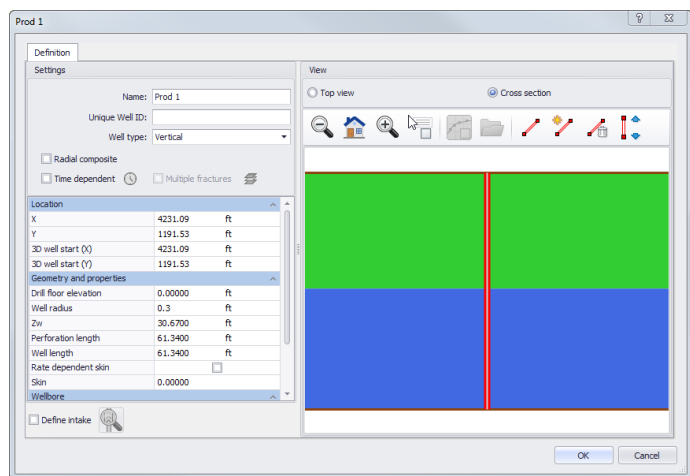 Prod 1
Definition
Settings
Name: Prod 1
Unique Well ID:
Well type: Vertical
Radial composite
Time dependent Multiple fractures
Location
X 4231.09 ft
Y 1191.53 ft
3D well start (X) 4231.09 ft
3D well start (Y) 1191.53 ft
Geometry and properties
Drill floor elevation 0.00000 ft
Well radius 0.3 ft
Zw 30.6700 ft
Perforation length 61.3400 ft
Well length 61.3400 ft
Rate dependent skin
Skin 0.00000
Wellbore
Define intake
View
Top view Cross section
OK Cancel